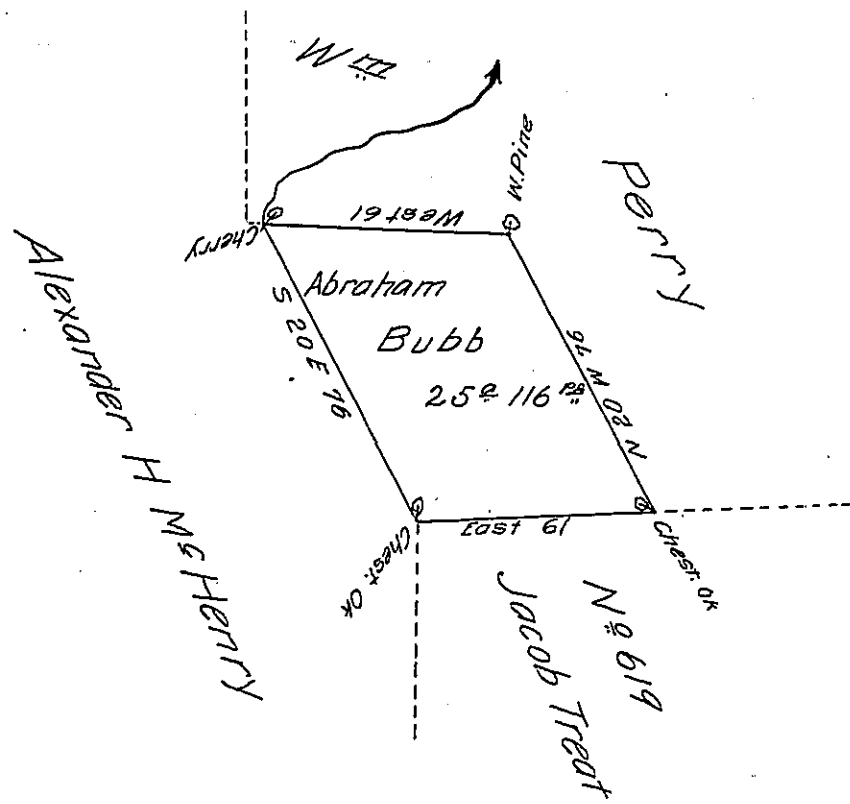 Wm
W. Pine
Perry
West 61
Cherry
Abraham
Bubb
25a 116 ps
S 20 E 76
N 20 W 76
Alexander H McHenry
East 61
Chest. Ok
Chest. Ok
No 619
Jacob Treat